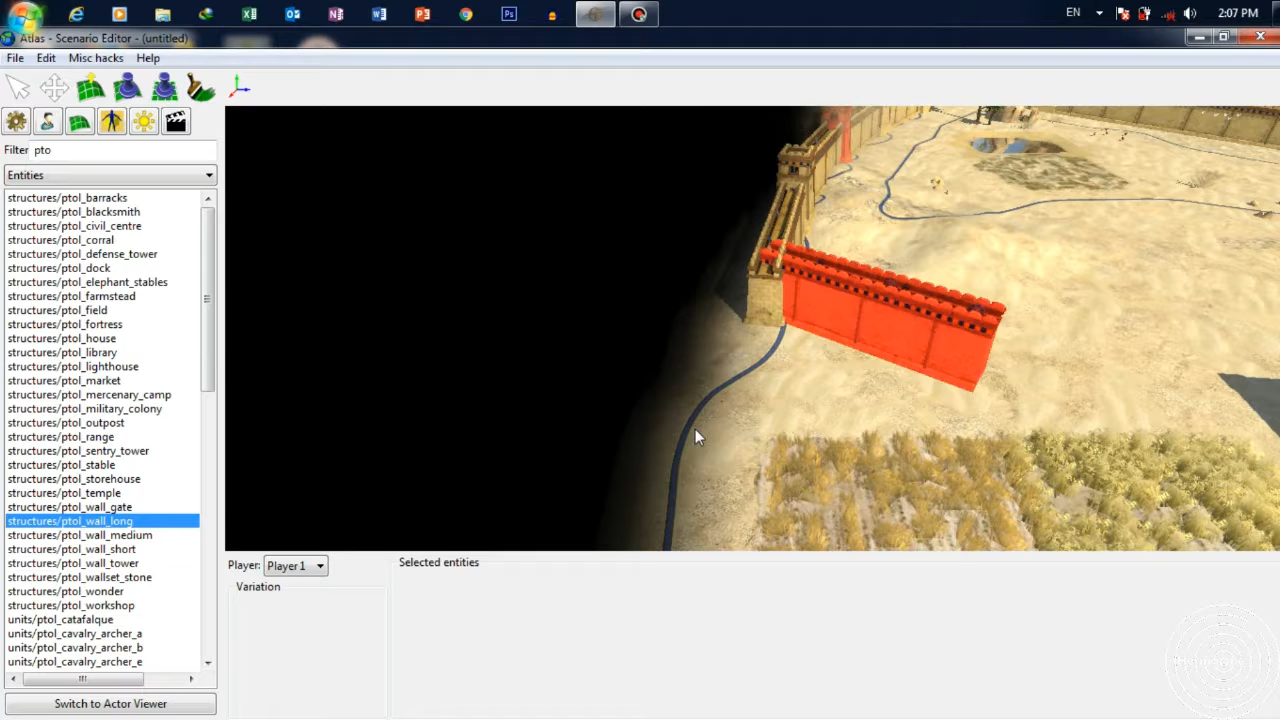 EN
2:07 PM
Atlas - Scenario Editor - (untitled)
File Edit Misc hacks Help
Filter pto
Entities
structures/ptol_barracks
structures/ptol_blacksmith
structures/ptol_civil_centre
structures/ptol_corral
structures/ptol_defense_tower
structures/ptol_dock
structures/ptol_elephant_stables
structures/ptol_farmstead
structures/ptol_field
structures/ptol_fortress
structures/ptol_house
structures/ptol_library
structures/ptol_lighthouse
structures/ptol_market
structures/ptol_mercenary_camp
structures/ptol_military_colony
structures/ptol_outpost
structures/ptol_range
structures/ptol_sentry_tower
structures/ptol_stable
structures/ptol_storehouse
structures/ptol_temple
structures/ptol_wall_gate
structures/ptol_wall_long
structures/ptol_wall_medium
structures/ptol_wall_short
structures/ptol_wall_tower
structures/ptol_wallset_stone
structures/ptol_wonder
structures/ptol_workshop
units/ptol_catafalque
units/ptol_cavalry_archer_a
units/ptol_cavalry_archer_b
units/ptol_cavalry_archer_e
Switch to Actor Viewer
Player: Player 1
Variation
Selected entities